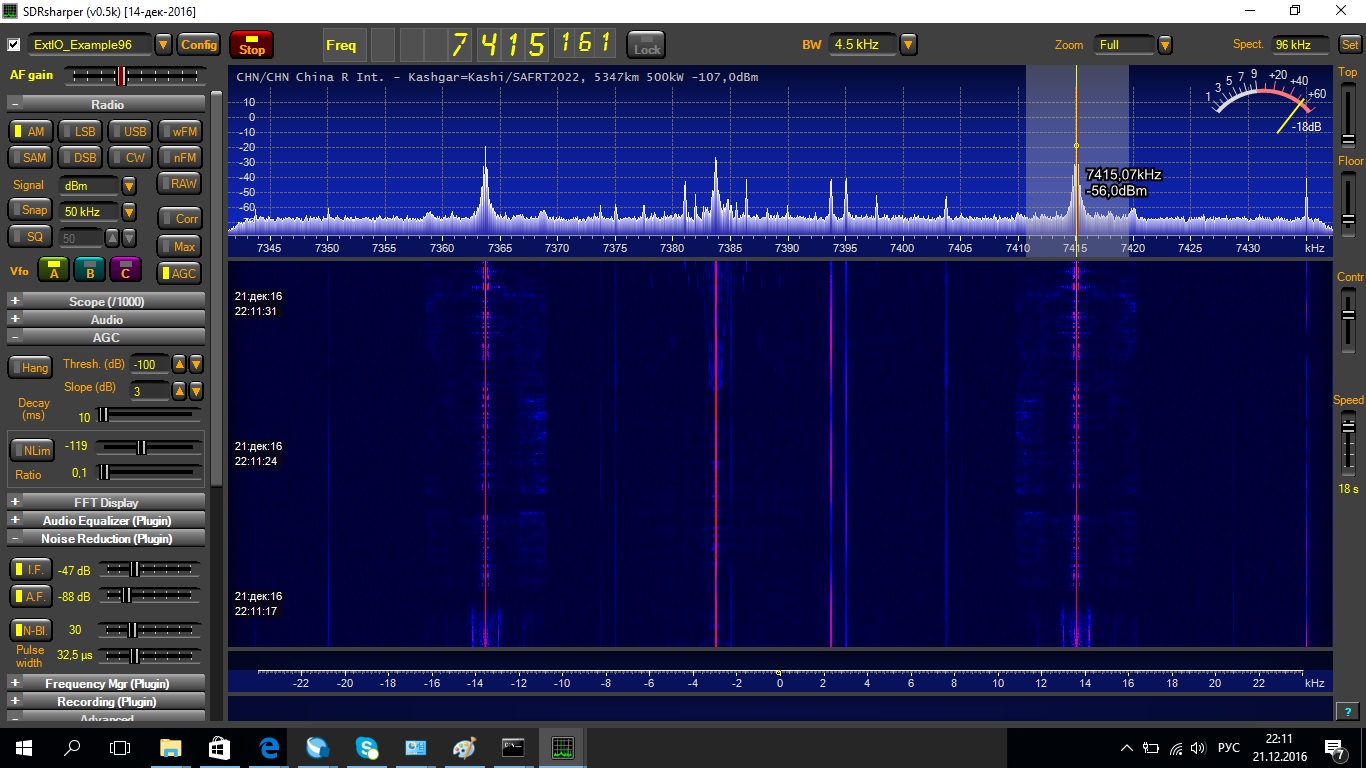 SDRsharper (v0.5k) [14-дек-2016]
ExtIO_Example96 Config Stop Freq 7 415 161 Lock BW 4.5 kHz Zoom Full Spect. 96 kHz Set
AF gain
- Radio
AM LSB USB wFM
SAM DSB CW nFM
Signal dBm RAW
Snap 50 kHz Corr
SQ 50 Max
Vfo A B C AGC
+ Scope (/1000)
+ Audio
- AGC
Hang Thresh. (dB) -100
Slope (dB) 3
Decay
(ms) 10
NLim -119
Ratio 0,1
+ FFT Display
+ Audio Equalizer (Plugin)
- Noise Reduction (Plugin)
I.F. -47 dB
A.F. -88 dB
N-Bl. 30
Pulse
width 32,5 µs
+ Frequency Mgr (Plugin)
+ Recording (Plugin)
- Advanced
CHN/CHN China R Int. - Kashgar=Kashi/SAFRT2022, 5347km 500kW -107,0dBm
1 3 5 7 9 +20 +40 +60
-18dB
10
0
-10
-20
-30
-40
-50
-60
7415,07kHz
-56,0dBm
7345 7350 7355 7360 7365 7370 7375 7380 7385 7390 7395 7400 7405 7410 7415 7420 7425 7430 kHz
21:дек:16
22:11:31
21:дек:16
22:11:24
21:дек:16
22:11:17
-22 -20 -18 -16 -14 -12 -10 -8 -6 -4 -2 0 2 4 6 8 10 12 14 16 18 20 22 kHz
Top
Floor
Contr
Speed
18 s
?
РУС
22:11
21.12.2016
7